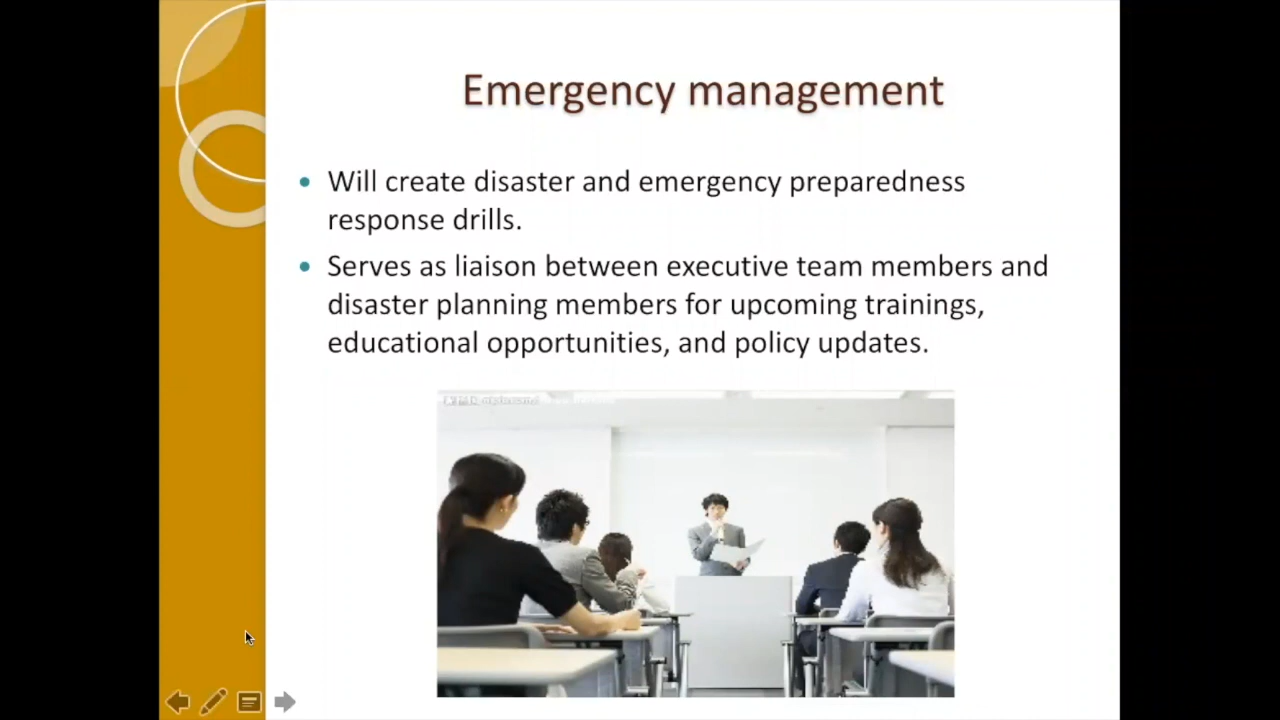 Emergency management
Will create disaster and emergency preparedness
response drills.
Serves as liaison between executive team members and
disaster planning members for upcoming trainings,
educational opportunities, and policy updates.